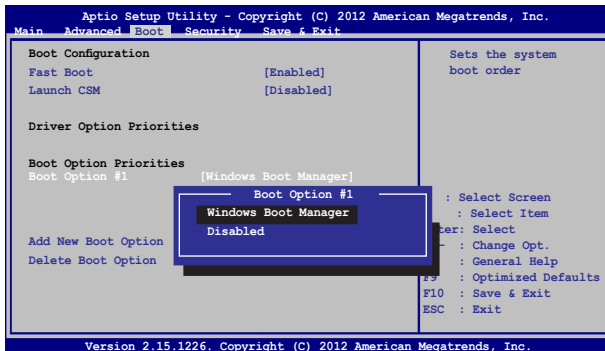 Aptio Setup Utility - Copyright (C) 2012 American Megatrends, Inc.
Main Advanced Boot Security Save & Exit
Boot Configuration
Fast Boot [Enabled]
Launch CSM [Disabled]
Driver Option Priorities
Boot Option Priorities
Boot Option #1 [Windows Boot Manager]
Boot Option #1
Windows Boot Manager
Disabled
Add New Boot Option
Delete Boot Option
Sets the system
boot order
: Select Screen
: Select Item
: Select
: Change Opt.
: General Help
F9 : Optimized Defaults
F10 : Save & Exit
ESC : Exit
Version 2.15.1226. Copyright (C) 2012 American Megatrends, Inc.